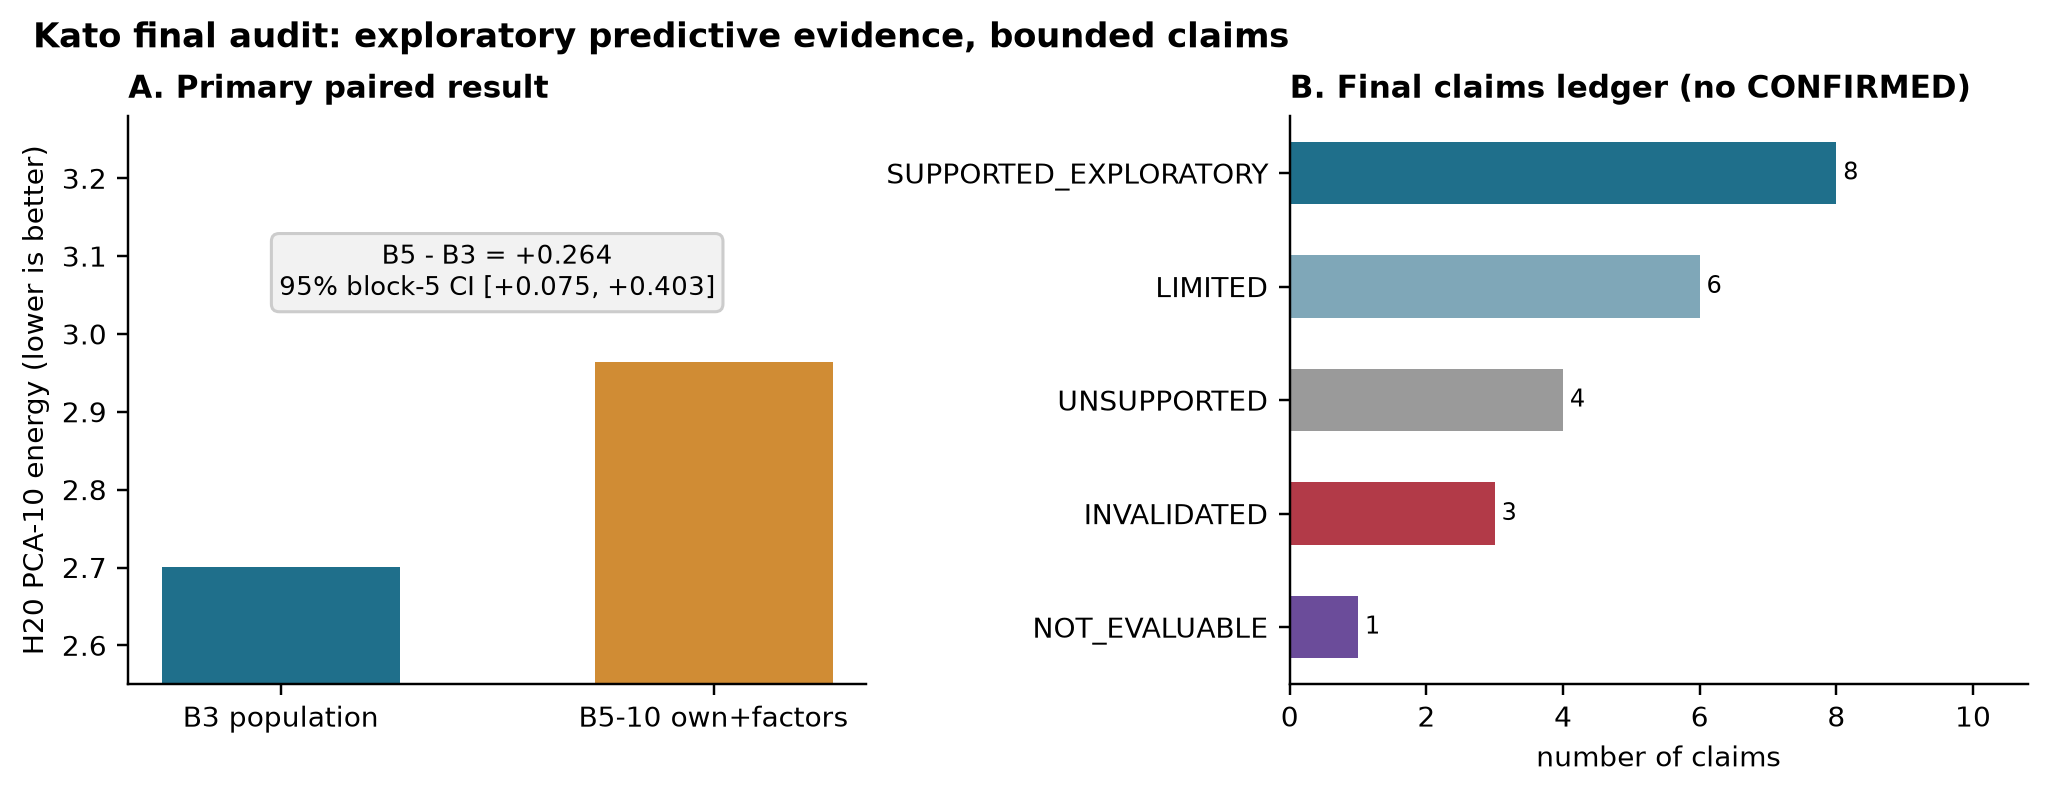 Kato final audit: exploratory predictive evidence, bounded claims
A. Primary paired result
H20 PCA-10 energy (lower is better)
3.2
3.1
3.0
2.9
2.8
2.7
2.6
B5 - B3 = +0.264
95% block-5 CI [+0.075, +0.403]
B3 population
B5-10 own+factors
B. Final claims ledger (no CONFIRMED)
SUPPORTED_EXPLORATORY
8
LIMITED
6
UNSUPPORTED
4
INVALIDATED
3
NOT_EVALUABLE
1
0
2
4
6
8
10
number of claims